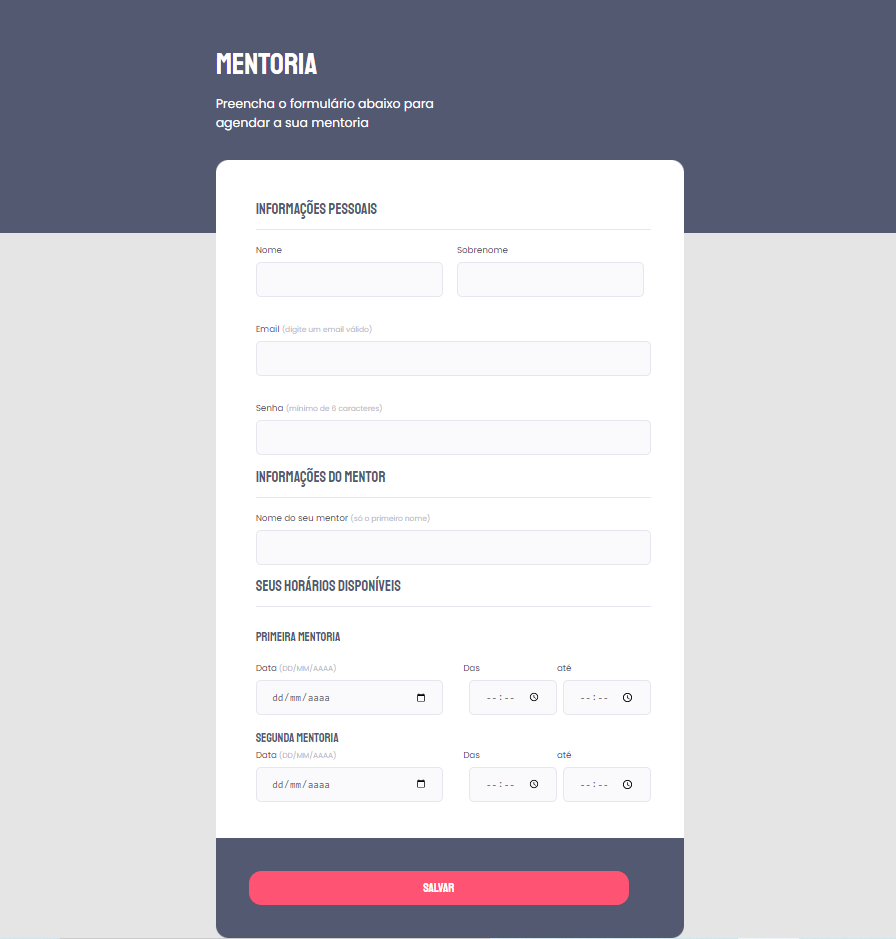 MENTORIA
Preencha o formulário abaixo para
agendar a sua mentoria
INFORMAÇÕES PESSOAIS
Nome Sobrenome
Email (digite um email válido)
Senha (mínimo de 6 caracteres)
INFORMAÇÕES DO MENTOR
Nome do seu mentor (só o primeiro nome)
SEUS HORÁRIOS DISPONÍVEIS
PRIMEIRA MENTORIA
Data (DD/MM/AAAA) Das até
dd/mm/aaaa --:-- --:--
SEGUNDA MENTORIA
Data (DD/MM/AAAA) Das até
dd/mm/aaaa --:-- --:--
SALVAR